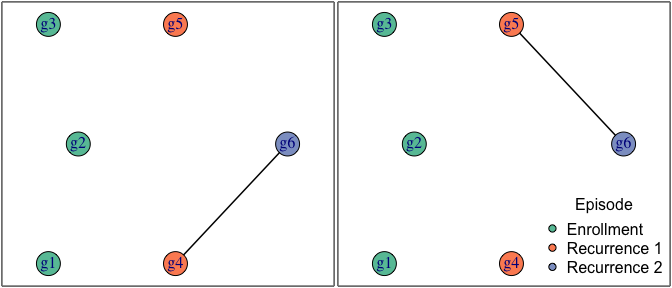 g3
g5
g2
g6
g1
g4
g3
g5
g2
g6
g1
g4
Episode
Enrollment
Recurrence 1
Recurrence 2